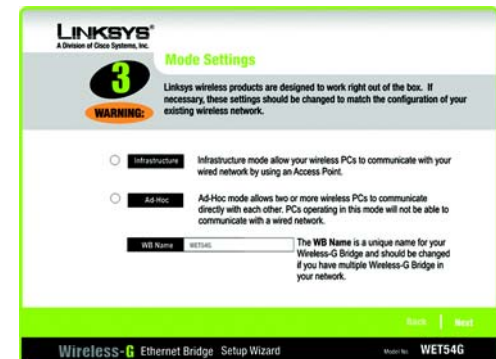 LINKSYS®
A Division of Cisco Systems, Inc.
3
WARNING:
Mode Settings
Linksys wireless products are designed to work right out of the box. If
necessary, these settings should be changed to match the configuration of your
existing wireless network.
Infrastructure
Infrastructure mode allow your wireless PCs to communicate with your
wired network by using an Access Point.
Ad-Hoc
Ad-Hoc mode allows two or more wireless PCs to communicate
directly with each other. PCs operating in this mode will not be able to
communicate with a wired network.
WB Name
WET54G
The WB Name is a unique name for your
Wireless-G Bridge and should be changed
if you have multiple Wireless-G Bridge in
your network.
Back | Next
Wireless-G Ethernet Bridge Setup Wizard
Model No. WET54G